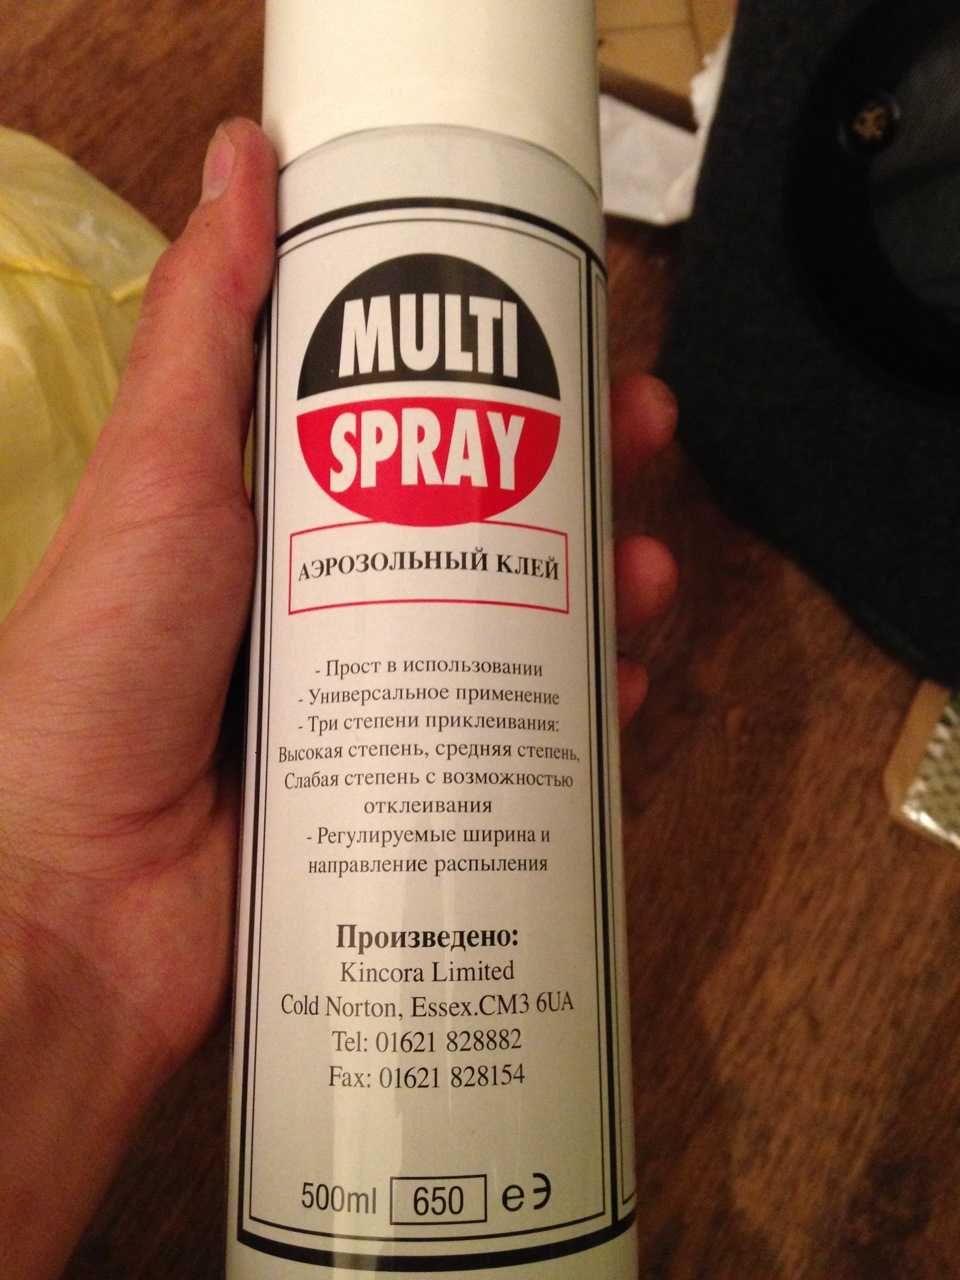 MULTI
SPRAY
АЭРОЗОЛЬНЫЙ КЛЕЙ
- Прост в использовании
- Универсальное применение
- Три степени приклеивания:
Высокая степень, средняя степень,
Слабая степень с возможностью
отклеивания
- Регулируемые ширина и
направление распыления
Произведено:
Kincora Limited
Cold Norton, Essex.CM3 6UA
Tel: 01621 828882
Fax: 01621 828154
500ml 650 e Э